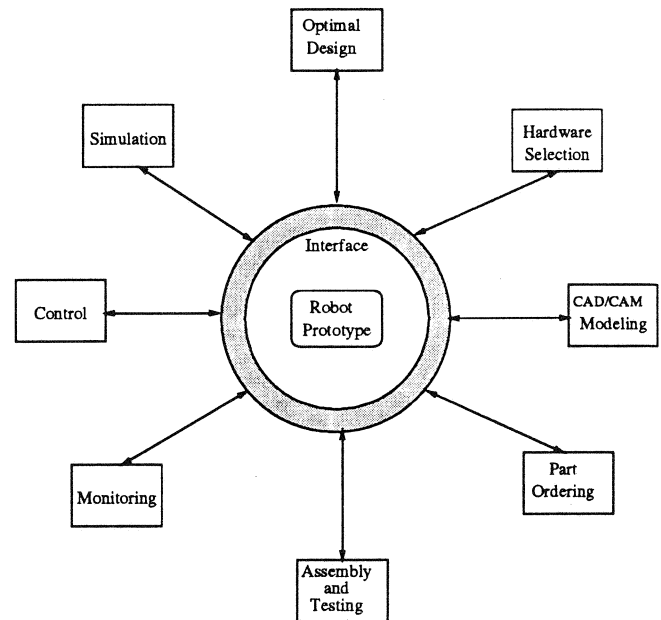 Optimal
Design
Simulation
Hardware
Selection
Interface
Control
Robot
Prototype
CAD/CAM
Modeling
Monitoring
Part
Ordering
Assembly
and
Testing